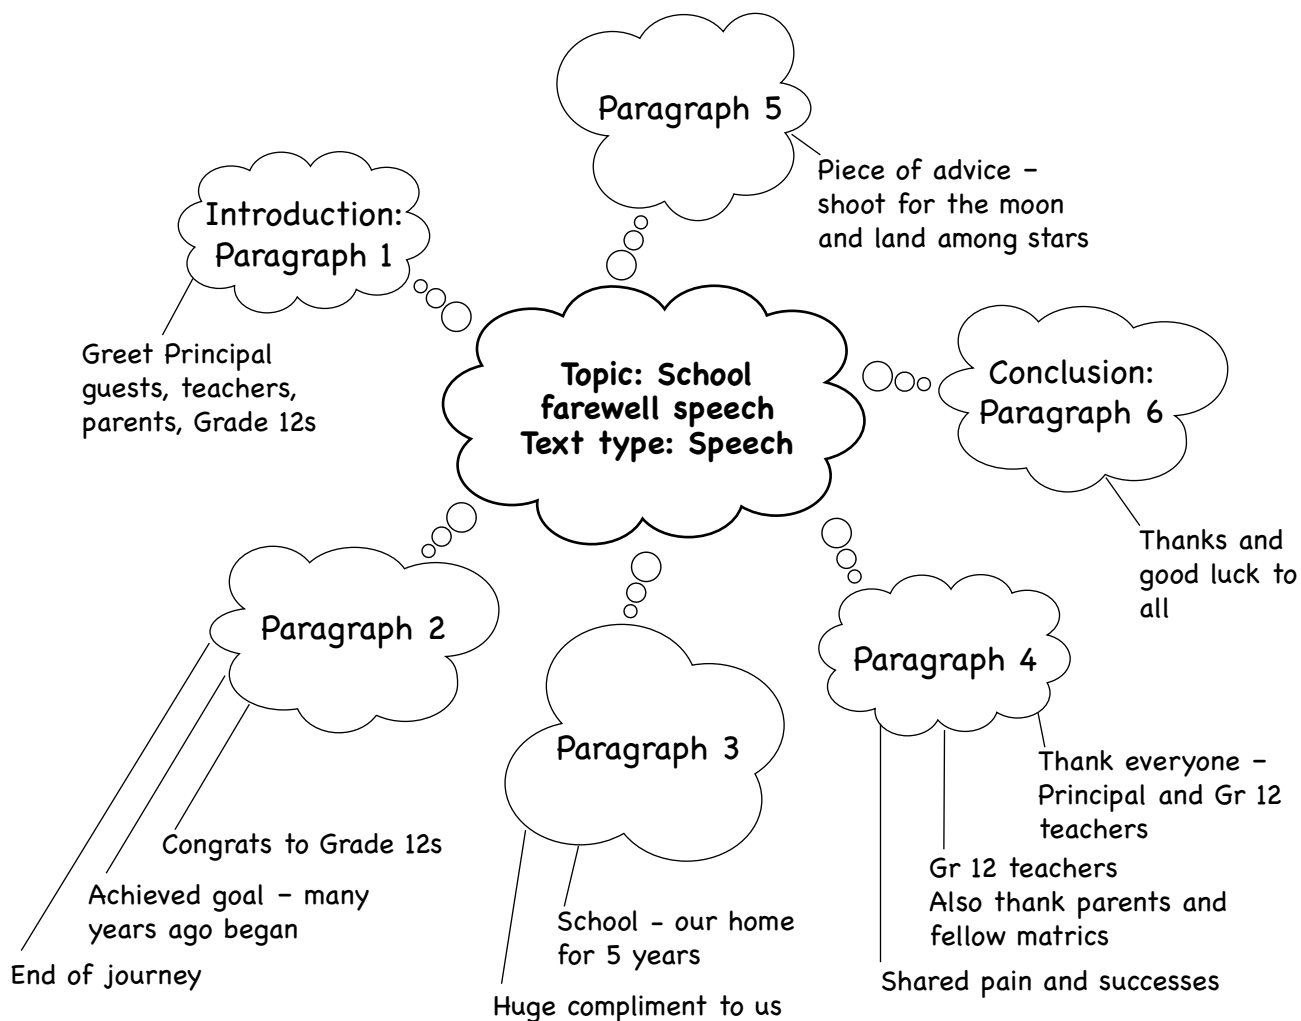 Paragraph 5
Piece of advice –
shoot for the moon
and land among stars
Introduction:
Paragraph 1
Greet Principal
guests, teachers,
parents, Grade 12s
Topic: School
farewell speech
Text type: Speech
Conclusion:
Paragraph 6
Thanks and
good luck to
all
Paragraph 2
Congrats to Grade 12s
Achieved goal – many
years ago began
End of journey
Paragraph 3
School – our home
for 5 years
Huge compliment to us
Paragraph 4
Thank everyone –
Principal and Gr 12
teachers
Gr 12 teachers
Also thank parents and
fellow matrics
Shared pain and successes